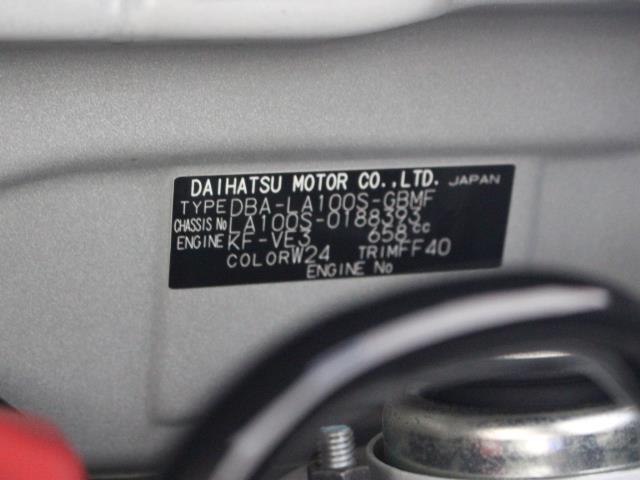 DAIHATSU MOTOR CO.,LTD. JAPAN
TYPE DBA-LA100S-GBMF
CHASSIS No LA100S-0188393
ENGINE KF-VE3 658cc
COLOR W24 TRIM FF40
ENGINE No